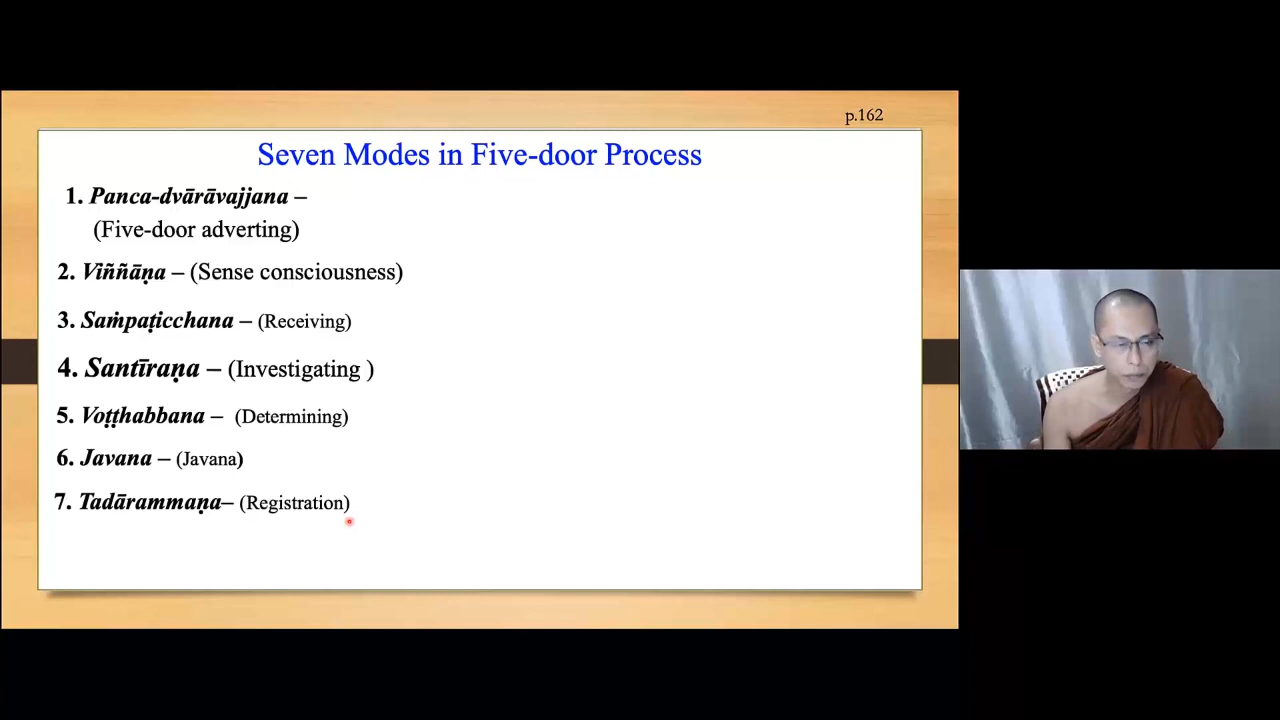 p.162
Seven Modes in Five-door Process
1. Panca-dvārāvajjana –
(Five-door adverting)
2. Viññāṇa – (Sense consciousness)
3. Saṁpaṭicchana – (Receiving)
4. Santīraṇa – (Investigating )
5. Voṭṭhabbana – (Determining)
6. Javana – (Javana)
7. Tadārammaṇa– (Registration)